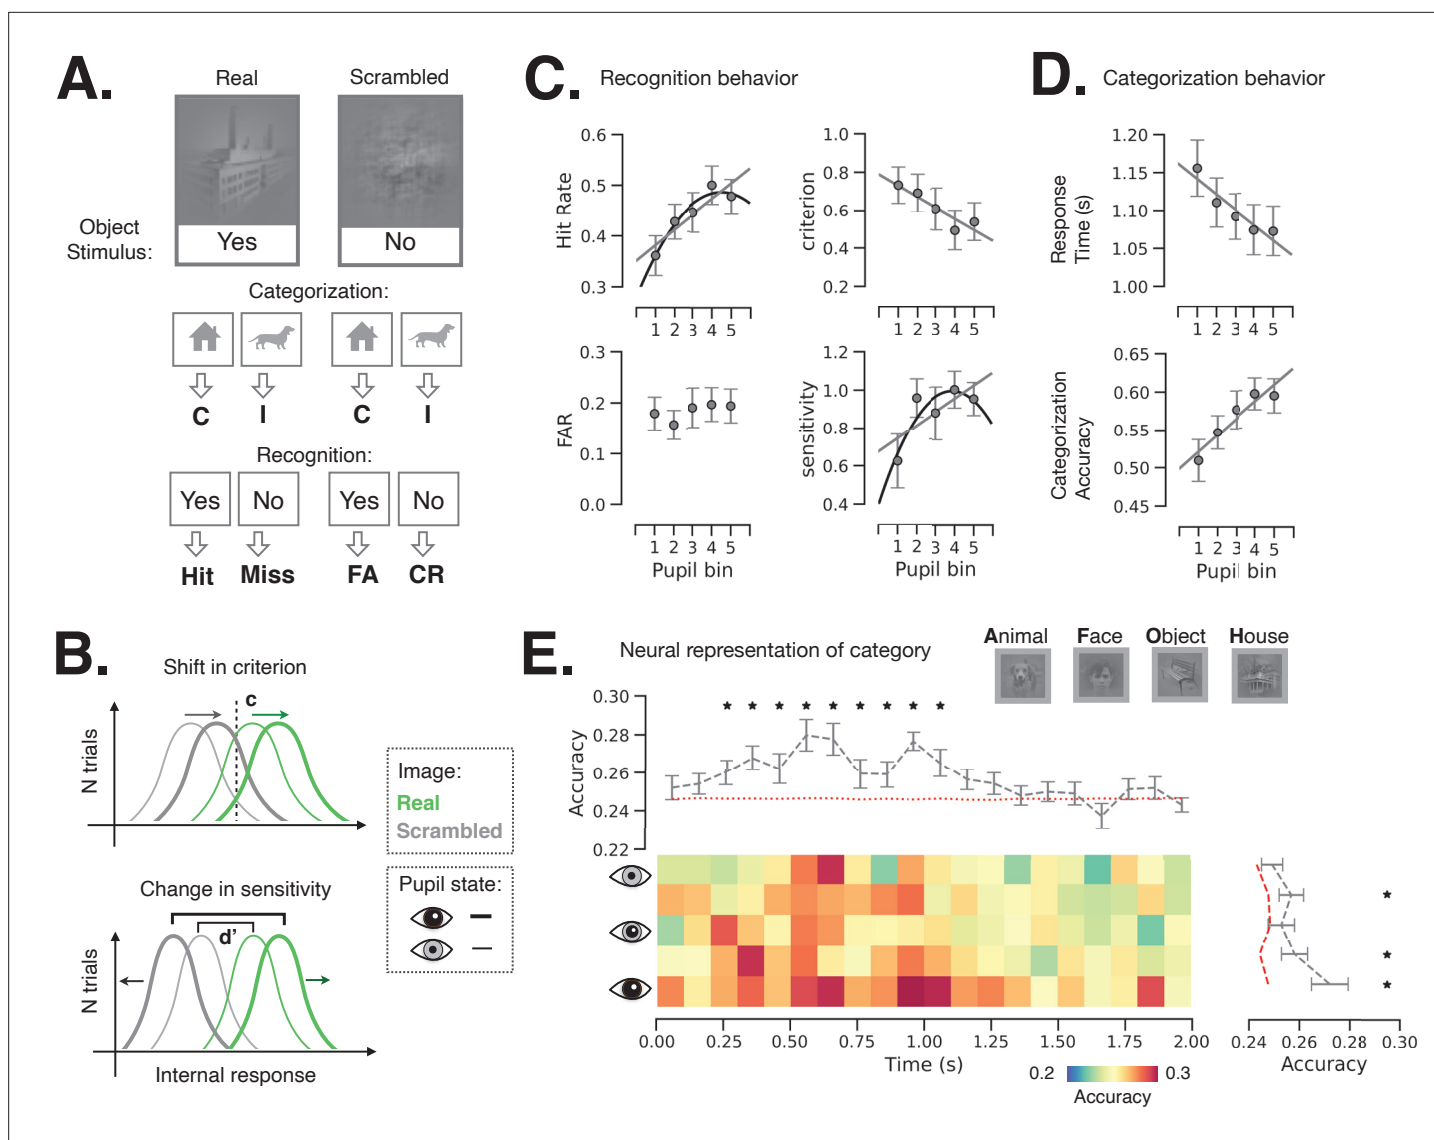 A.
Real
Scrambled
Object
Stimulus:
Yes
No
Categorization:
C
I
C
I
Recognition:
Yes
No
Yes
No
Hit
Miss
FA
CR
B.
Shift in criterion
c
N trials
Image:
Real
Scrambled
Pupil state:
Change in sensitivity
d'
N trials
Internal response
C.
Recognition behavior
0.6
0.5
0.4
0.3
Hit Rate
1 2 3 4 5
1.0
0.8
0.6
0.4
0.2
criterion
1 2 3 4 5
0.3
0.2
0.1
0.0
FAR
1 2 3 4 5
Pupil bin
1.2
1.0
0.8
0.6
0.4
sensitivity
1 2 3 4 5
Pupil bin
D.
Categorization behavior
1.20
1.15
1.10
1.05
1.00
Response
Time (s)
1 2 3 4 5
0.65
0.60
0.55
0.50
0.45
Categorization
Accuracy
1 2 3 4 5
Pupil bin
E.
Neural representation of category
Animal
Face
Object
House
0.30
0.28
0.26
0.24
0.22
Accuracy
0.00 0.25 0.50 0.75 1.00 1.25 1.50 1.75 2.00
Time (s)
0.2
0.3
Accuracy
0.24 0.26 0.28 0.30
Accuracy